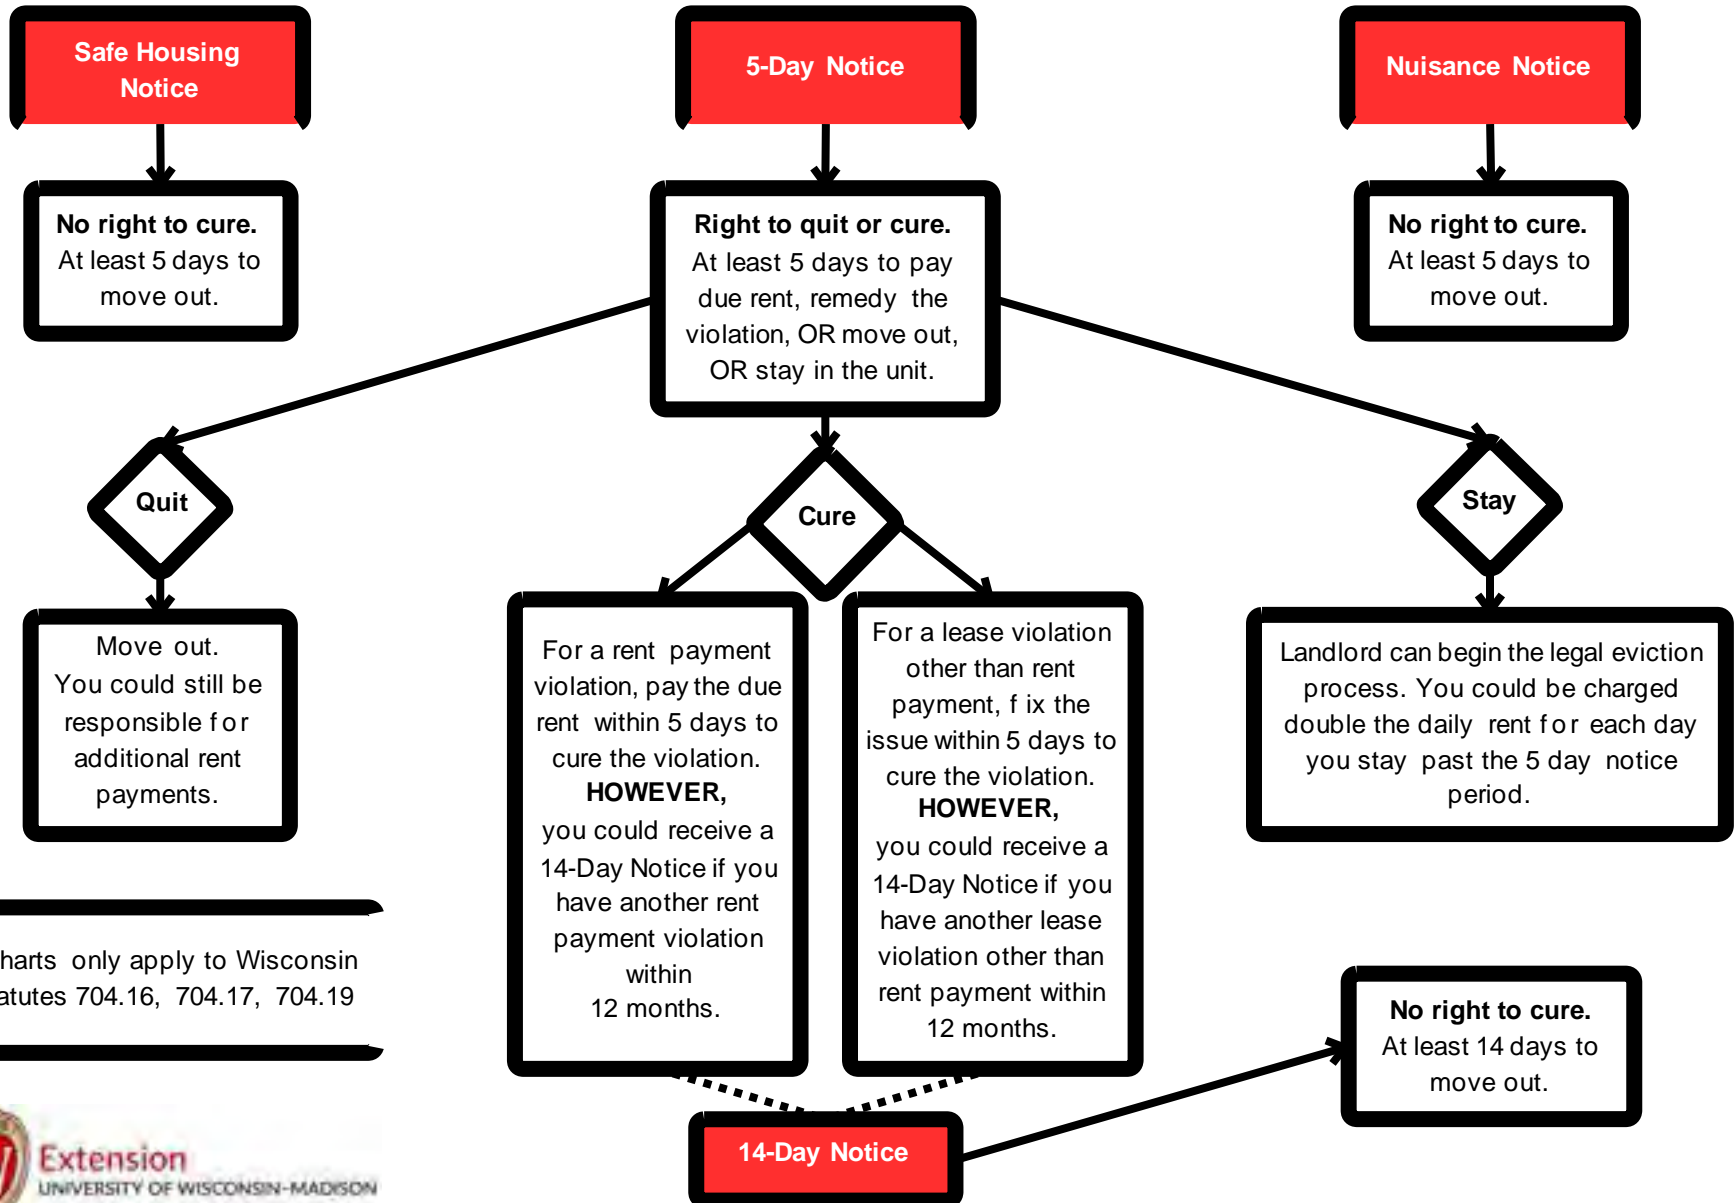 Safe Housing
Notice
5-Day Notice
Nuisance Notice
No right to cure.
At least 5 days to
move out.
Right to quit or cure.
At least 5 days to pay
due rent, remedy the
violation, OR move out,
OR stay in the unit.
No right to cure.
At least 5 days to
move out.
Quit
Cure
Stay
Move out.
You could still be
responsible for
additional rent
payments.
For a rent payment
violation, pay the due
rent within 5 days to
cure the violation.
HOWEVER,
you could receive a
14-Day Notice if you
have another rent
payment violation
within
12 months.
For a lease violation
other than rent
payment, fix the
issue within 5 days to
cure the violation.
HOWEVER,
you could receive a
14-Day Notice if you
have another lease
violation other than
rent payment within
12 months.
Landlord can begin the legal eviction
process. You could be charged
double the daily rent for each day
you stay past the 5 day notice
period.
harts only apply to Wisconsin
atutes 704.16, 704.17, 704.19
No right to cure.
At least 14 days to
move out.
14-Day Notice
Extension
UNIVERSITY OF WISCONSIN-MADISON